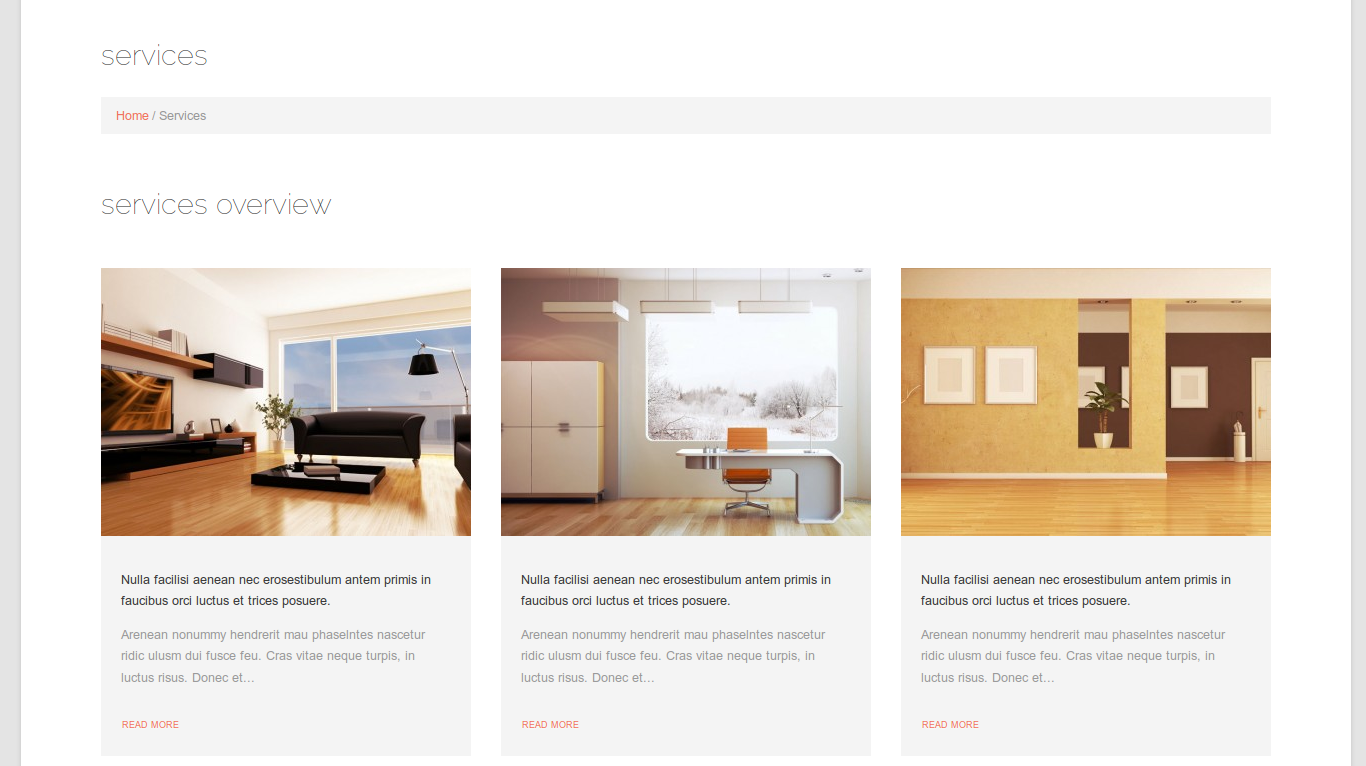 services
Home / Services
services overview
Nulla facilisi aenean nec erosestibulum antem primis in
faucibus orci luctus et trices posuere.
Arenean nonummy hendrerit mau phaselntes nascetur
ridic ulusm dui fusce feu. Cras vitae neque turpis, in
luctus risus. Donec et...
READ MORE
Nulla facilisi aenean nec erosestibulum antem primis in
faucibus orci luctus et trices posuere.
Arenean nonummy hendrerit mau phaselntes nascetur
ridic ulusm dui fusce feu. Cras vitae neque turpis, in
luctus risus. Donec et...
READ MORE
Nulla facilisi aenean nec erosestibulum antem primis in
faucibus orci luctus et trices posuere.
Arenean nonummy hendrerit mau phaselntes nascetur
ridic ulusm dui fusce feu. Cras vitae neque turpis, in
luctus risus. Donec et...
READ MORE